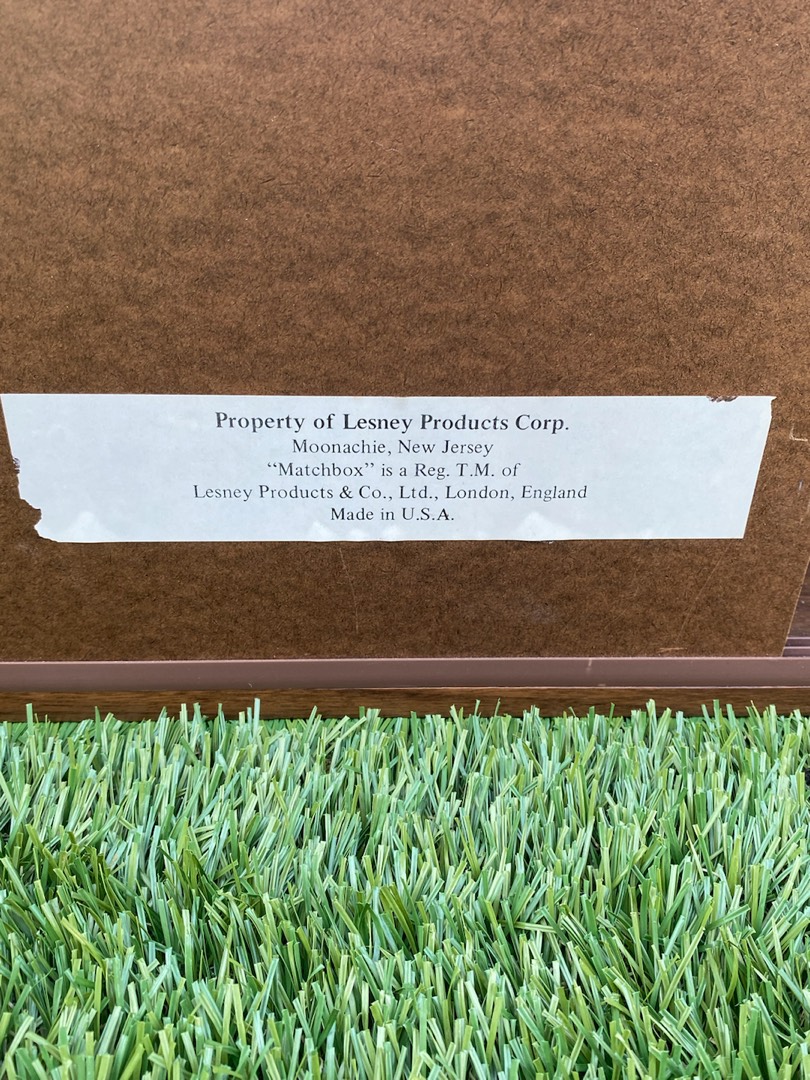 Property of Lesney Products Corp.
Moonachie, New Jersey
“Matchbox” is a Reg. T.M. of
Lesney Products & Co., Ltd., London, England
Made in U.S.A.